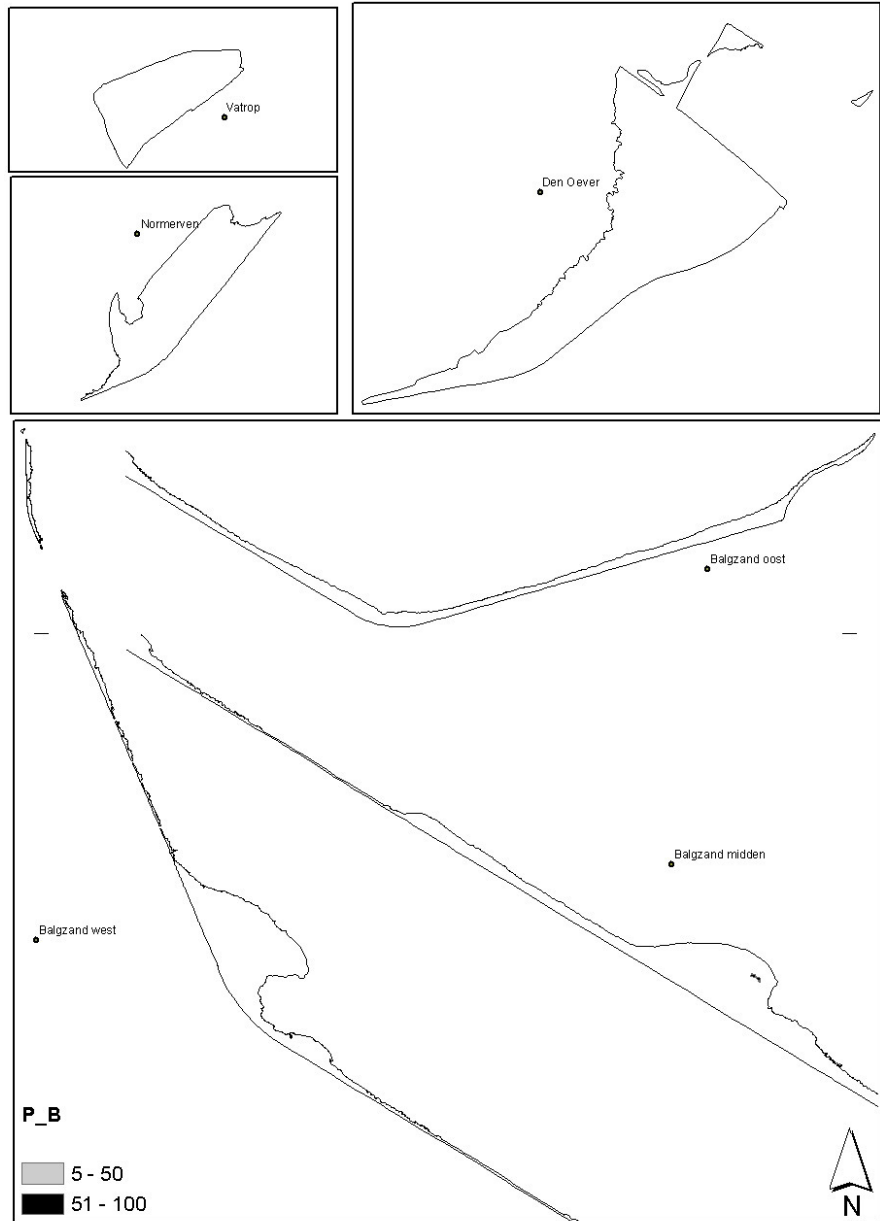 Vatrop
Normerven
Den Oever
Balgzand oost
Balgzand midden
Balgzand west
P_B
5 - 50
51 - 100
N